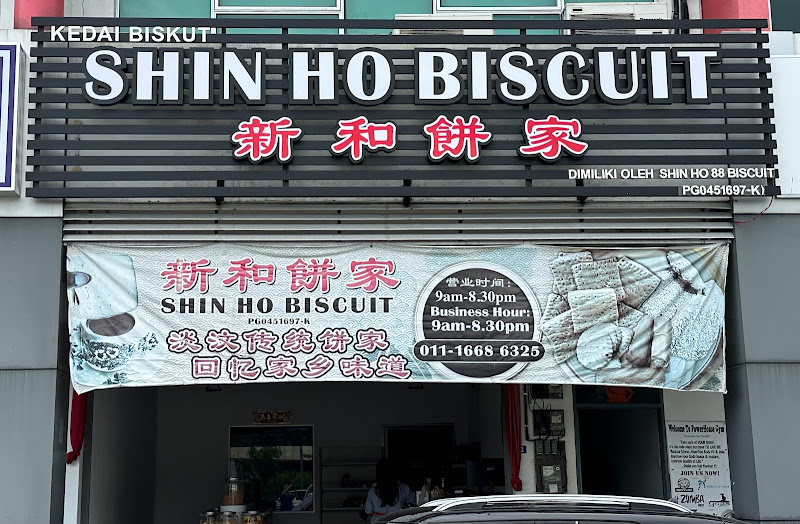 KEDAI BISKUT
SHIN HO BISCUIT
新和餅家
DIMILIKI OLEH SHIN HO 88 BISCUIT
(PG0451697-K)
新和餅家
SHIN HO BISCUIT
PG0451697-K
淡汶传统饼家
回忆家乡味道
营业时间:
9am-8.30pm
Business Hour:
9am-8.30pm
011-1668 6325
Welcome To PowerHouse Gym
JOIN US NOW!
ZUMBA